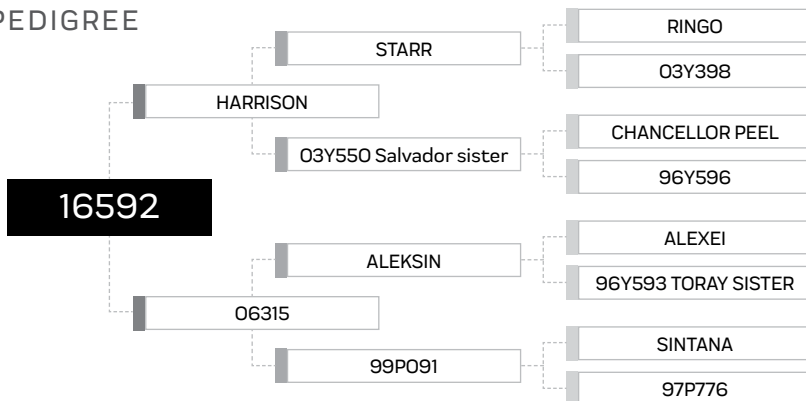 PEDIGREE
RINGO
STARR
03Y398
HARRISON
CHANCELLOR PEEL
03Y550 Salvador sister
96Y596
16592
ALEXEI
ALEKSIN
96Y593 TORAY SISTER
06315
SINTANA
99P091
97P776